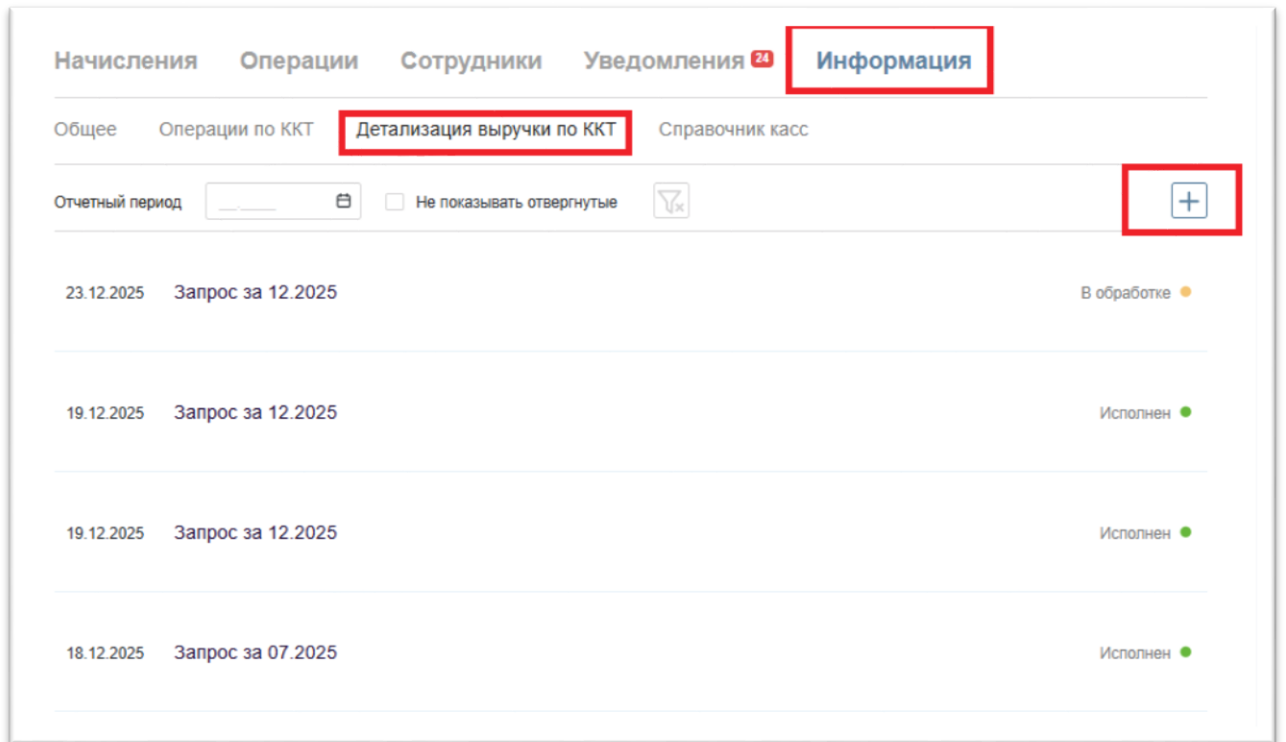 Начисления Операции Сотрудники Уведомления 24 Информация
Общее Операции по ККТ Детализация выручки по ККТ Справочник касс
Отчетный период __.____ Не показывать отвергнутые
23.12.2025 Запрос за 12.2025 В обработке
19.12.2025 Запрос за 12.2025 Исполнен
19.12.2025 Запрос за 12.2025 Исполнен
18.12.2025 Запрос за 07.2025 Исполнен